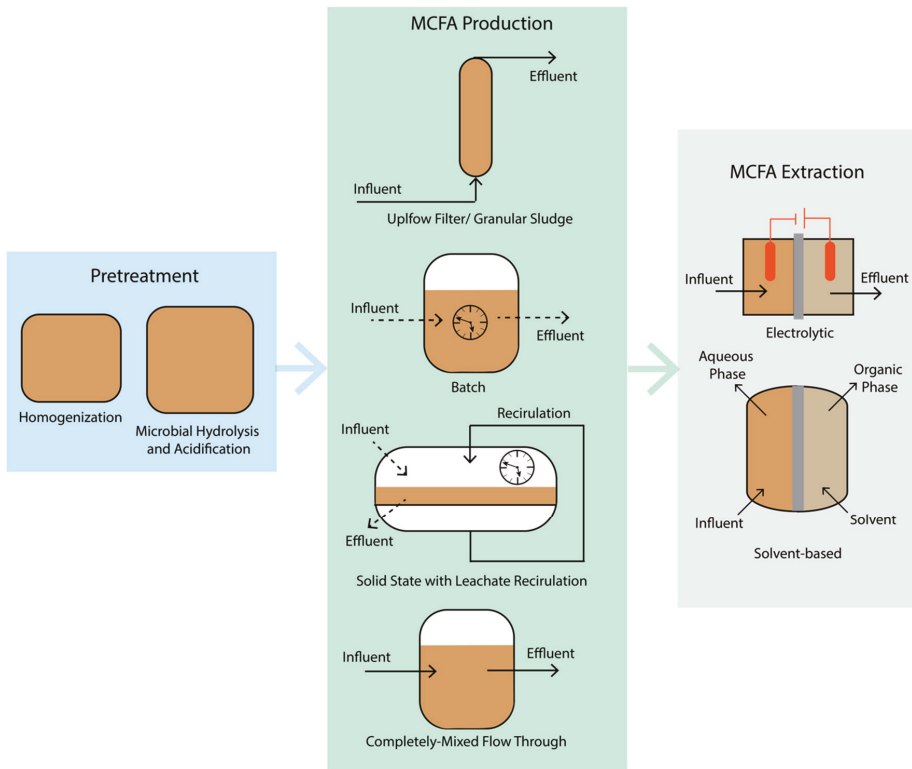 Pretreatment
Homogenization
Microbial Hydrolysis
and Acidification
MCFA Production
Effluent
Influent
Uplfow Filter/ Granular Sludge
Influent
Effluent
Batch
Recirulation
Influent
Effluent
Solid State with Leachate Recirulation
Influent
Effluent
Completely-Mixed Flow Through
MCFA Extraction
Influent
Effluent
Electrolytic
Aqueous
Phase
Organic
Phase
Influent
Solvent
Solvent-based